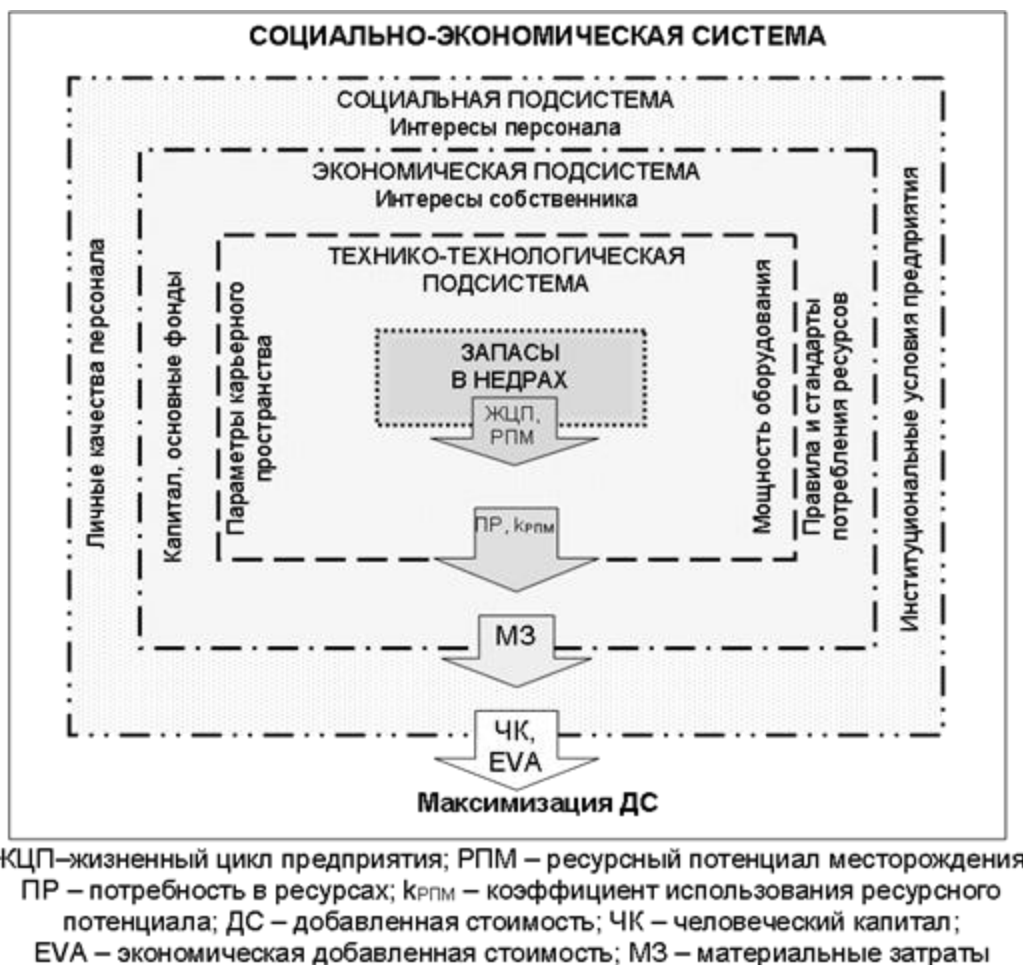 СОЦИАЛЬНО-ЭКОНОМИЧЕСКАЯ СИСТЕМА
СОЦИАЛЬНАЯ ПОДСИСТЕМА
Интересы персонала
ЭКОНОМИЧЕСКАЯ ПОДСИСТЕМА
Интересы собственника
ТЕХНИКО-ТЕХНОЛОГИЧЕСКАЯ
ПОДСИСТЕМА
Личные качества персонала
Капитал, основные фонды
Параметры карьерного
пространства
ЗАПАСЫ
В НЕДРАХ
ЖЦП,
РПМ
ПР, kРПМ
Мощность оборудования
Правила и стандарты
потребления ресурсов
Институциональные условия предприятия
МЗ
ЧК,
EVA
Максимизация ДС
ЖЦП–жизненный цикл предприятия; РПМ – ресурсный потенциал месторождения
ПР – потребность в ресурсах; kРПМ – коэффициент использования ресурсного
потенциала; ДС – добавленная стоимость; ЧК – человеческий капитал;
EVA – экономическая добавленная стоимость; МЗ – материальные затраты